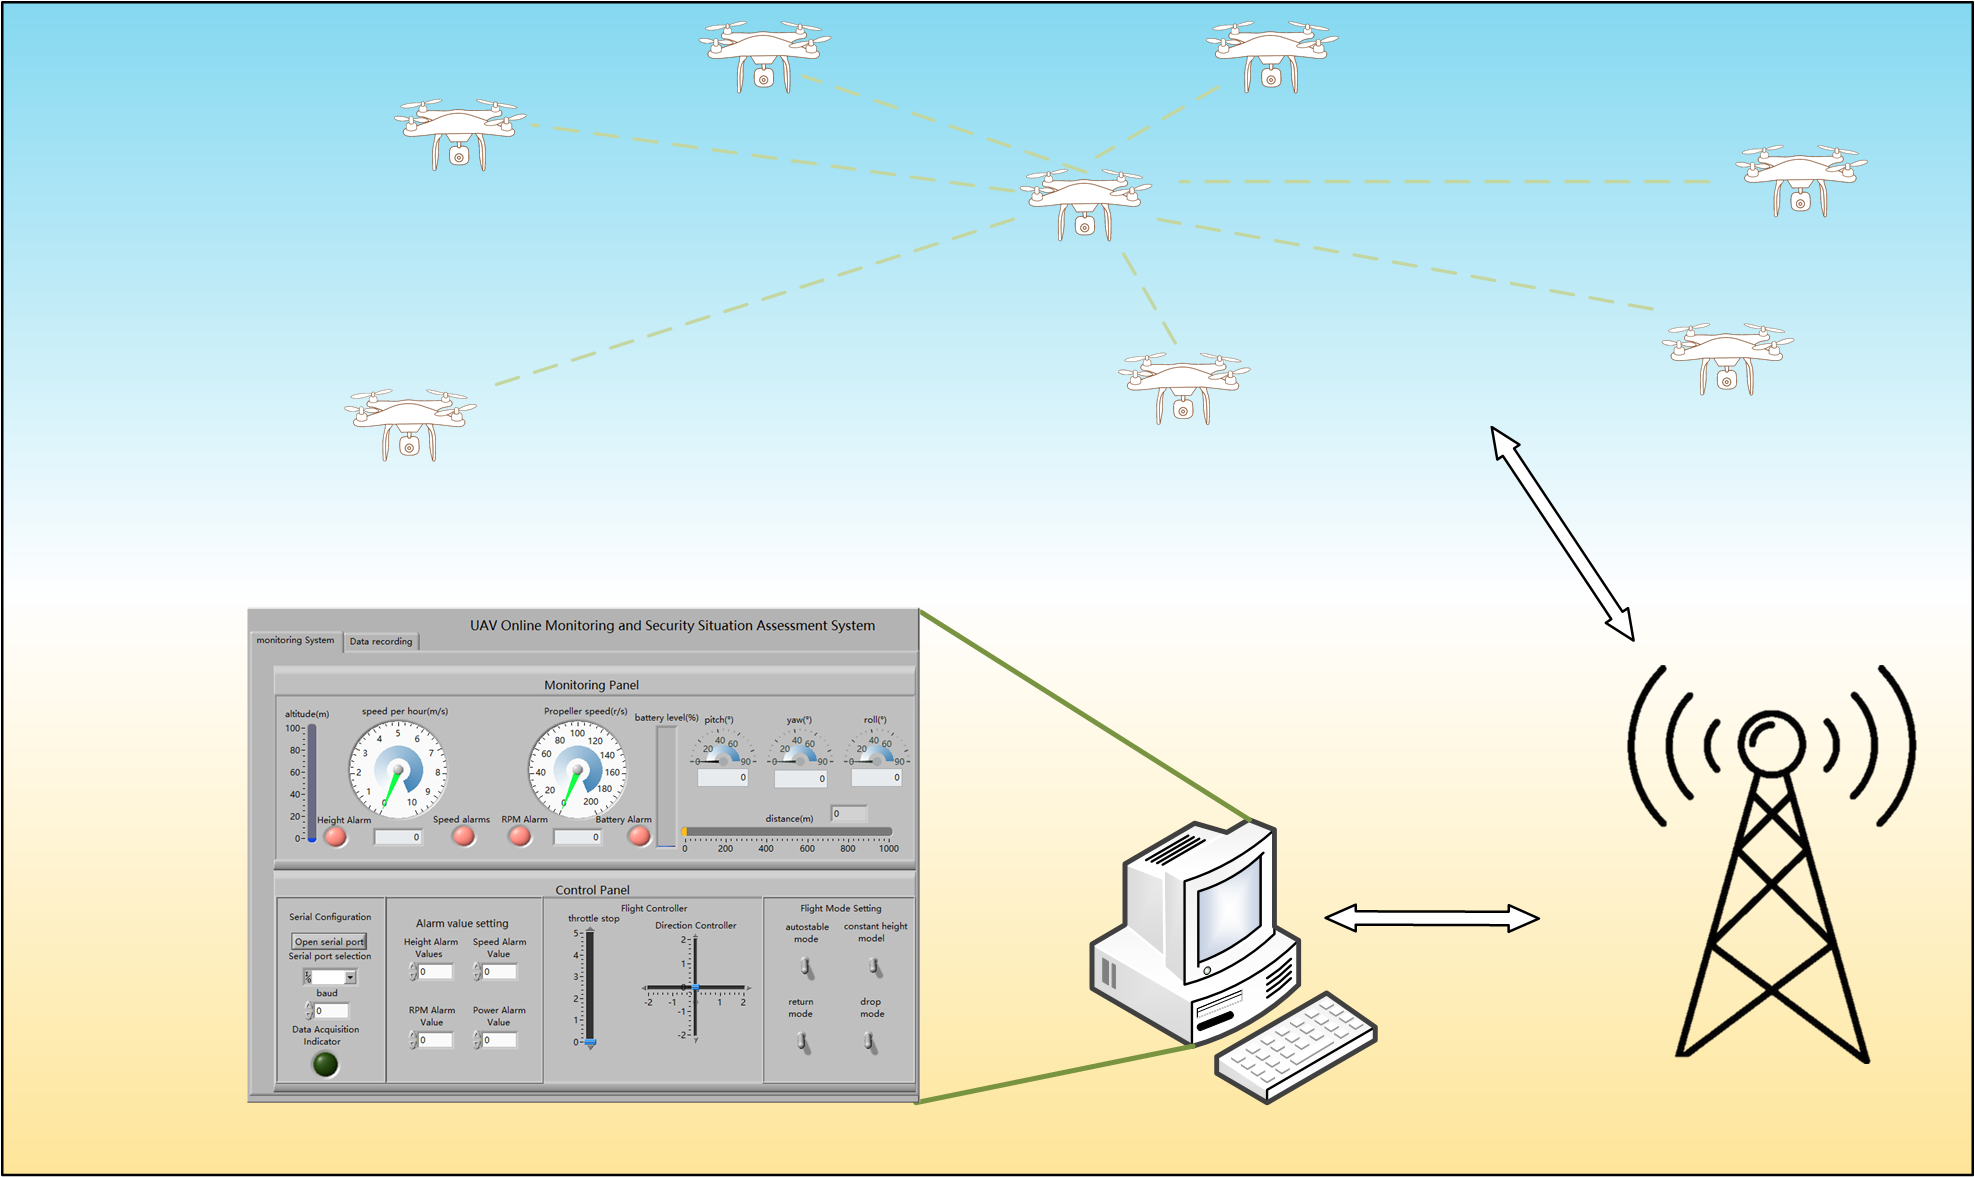 UAV Online Monitoring and Security Situation Assessment System
monitoring System
Data recording
Monitoring Panel
altitude(m)
100
80
60
40
20
0
Height Alarm
speed per hour(m/s)
0
1
2
3
4
5
6
7
8
9
10
0
Speed alarms
Propeller speed(r/s)
0
20
40
60
80
100
120
140
160
180
200
RPM Alarm
0
Battery Alarm
battery level(%)
pitch(°)
0 20 40 60 90
0
yaw(°)
0 20 40 60 90
0
roll(°)
0 20 40 60 90
0
distance(m)
0
0 200 400 600 800 1000
Control Panel
Serial Configuration
Open serial port
Serial port selection
baud
0
Data Acquisition
Indicator
Alarm value setting
Height Alarm
Values
0
Speed Alarm
Value
0
RPM Alarm
Value
0
Power Alarm
Value
0
Flight Controller
throttle stop
5
4
3
2
1
0
Direction Controller
2
1
0
-1
-2
-2 -1 1 2
Flight Mode Setting
autostable
mode
constant height
model
return
mode
drop
mode